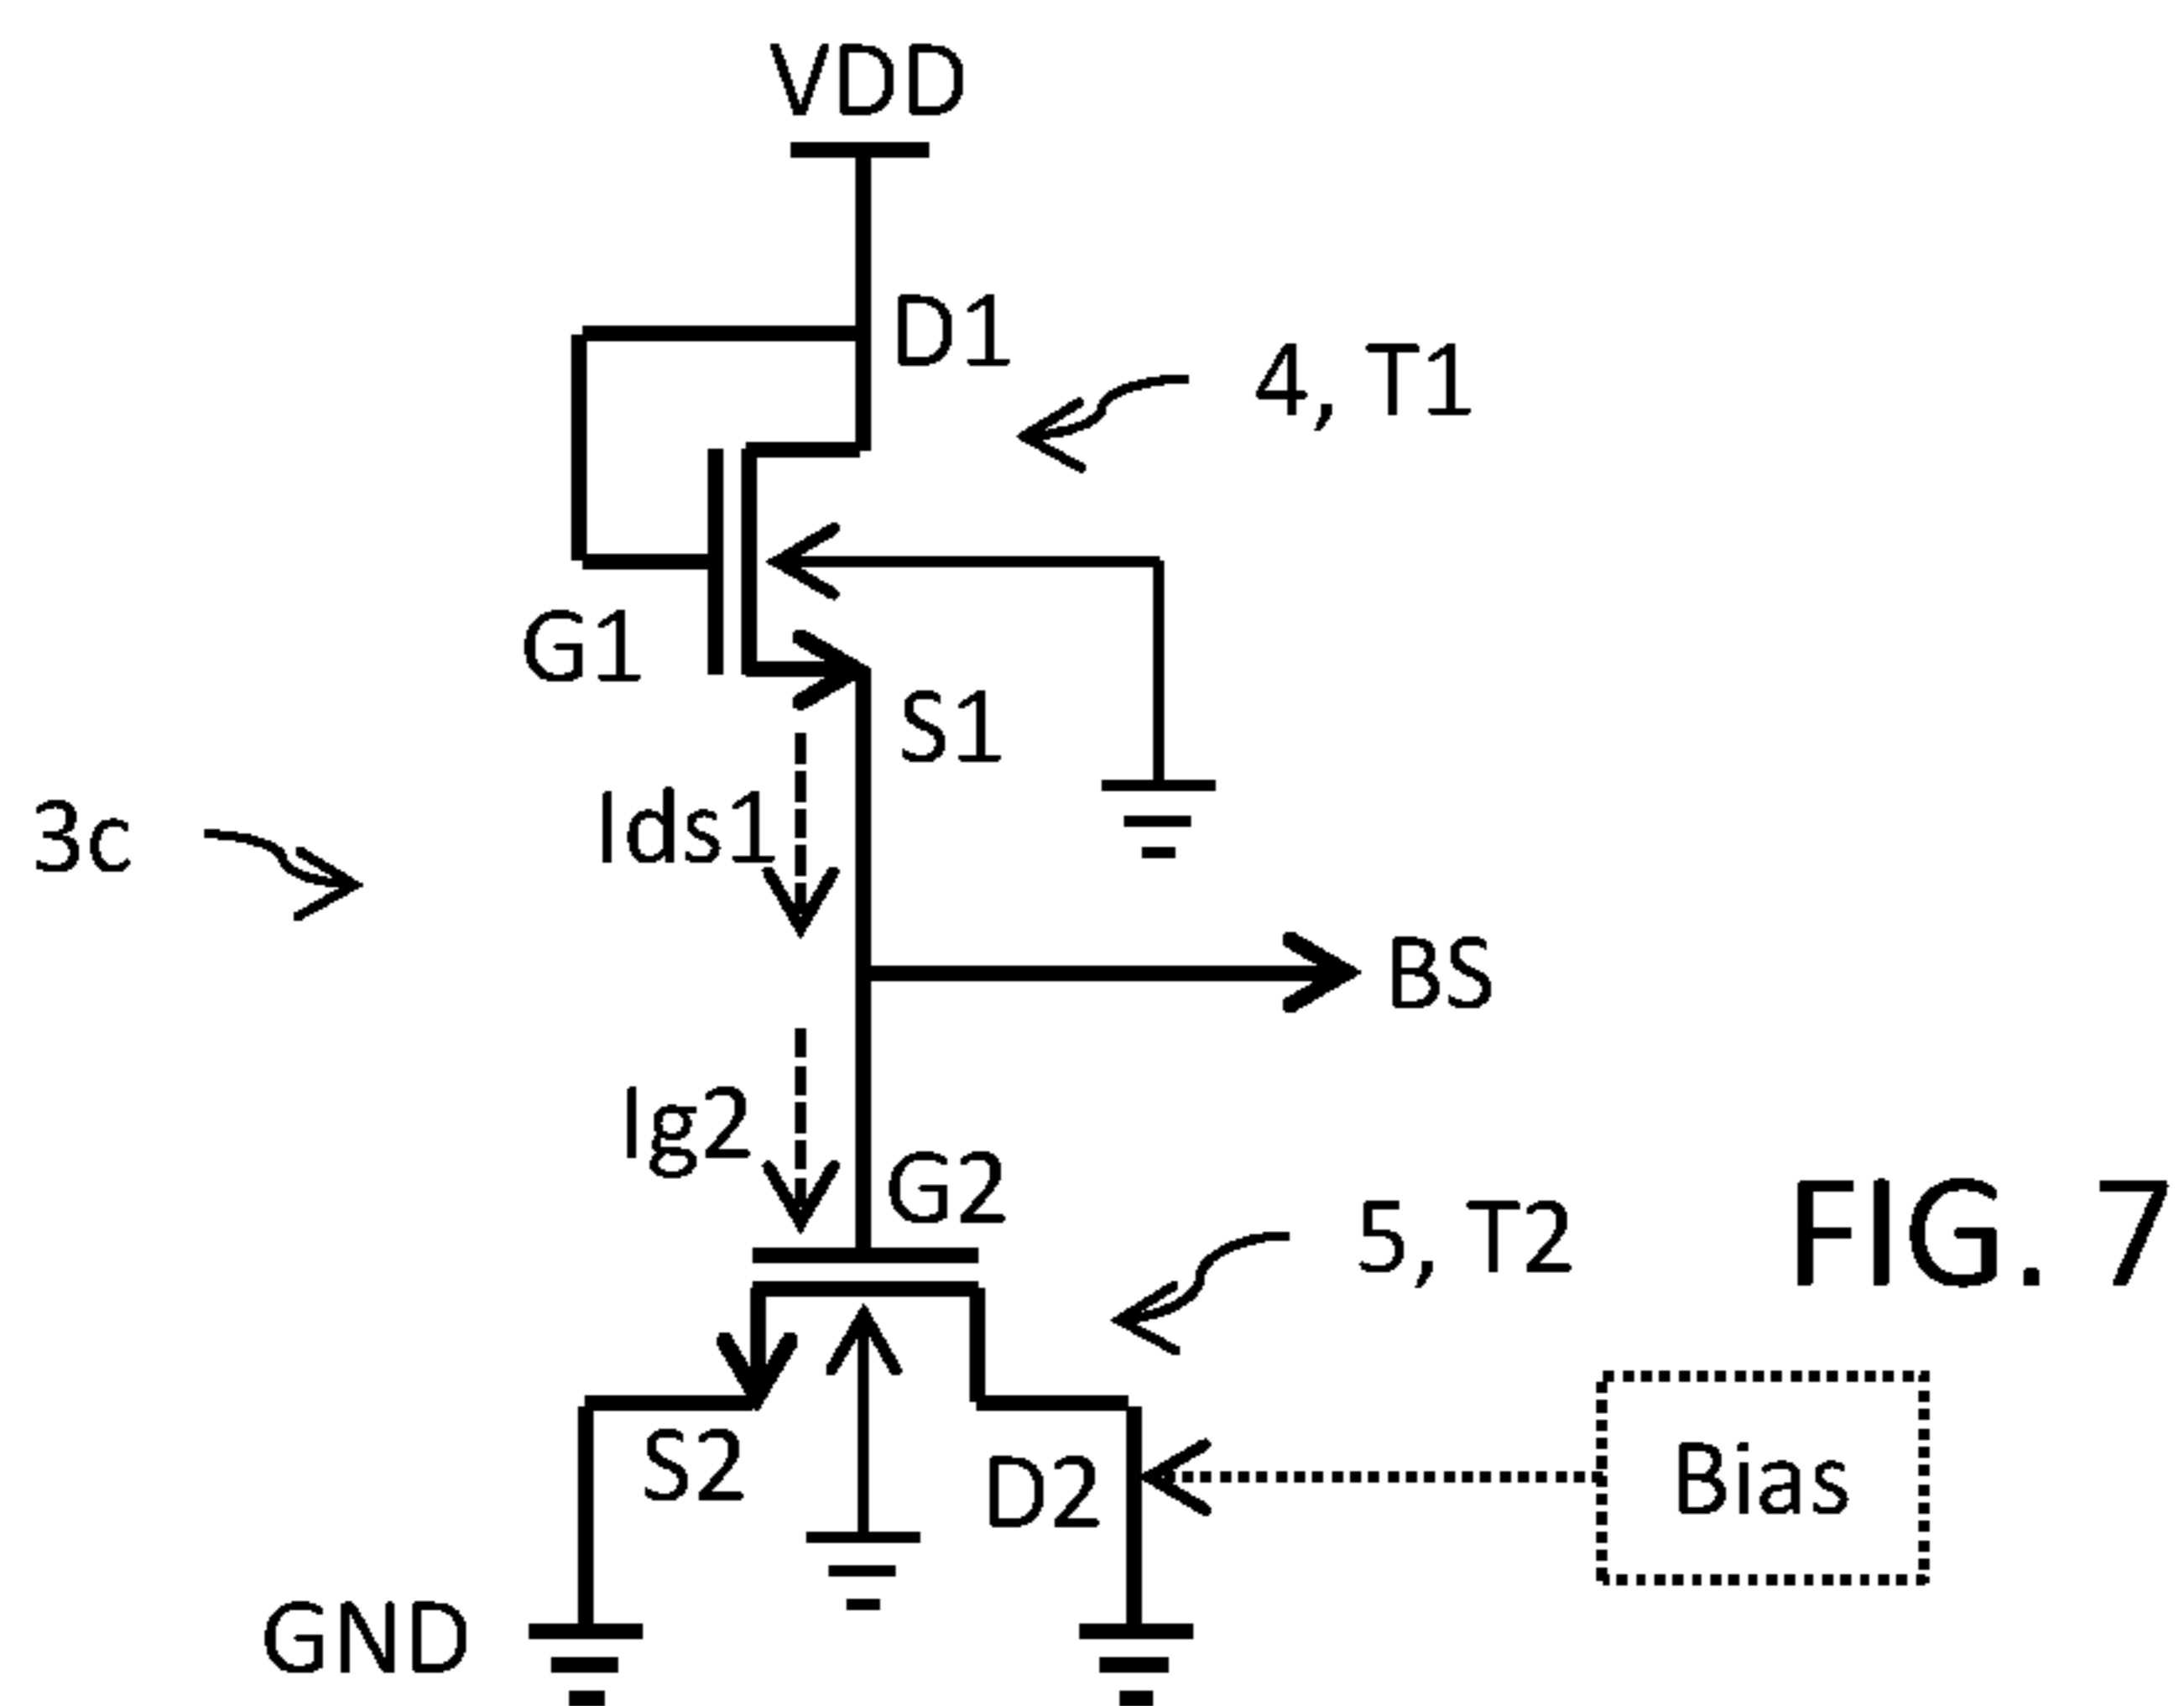 VDD
D1
4, T1
G1
S1
Ids1
3c
BS
Ig2
G2
5, T2
FIG. 7
S2
D2
Bias
GND